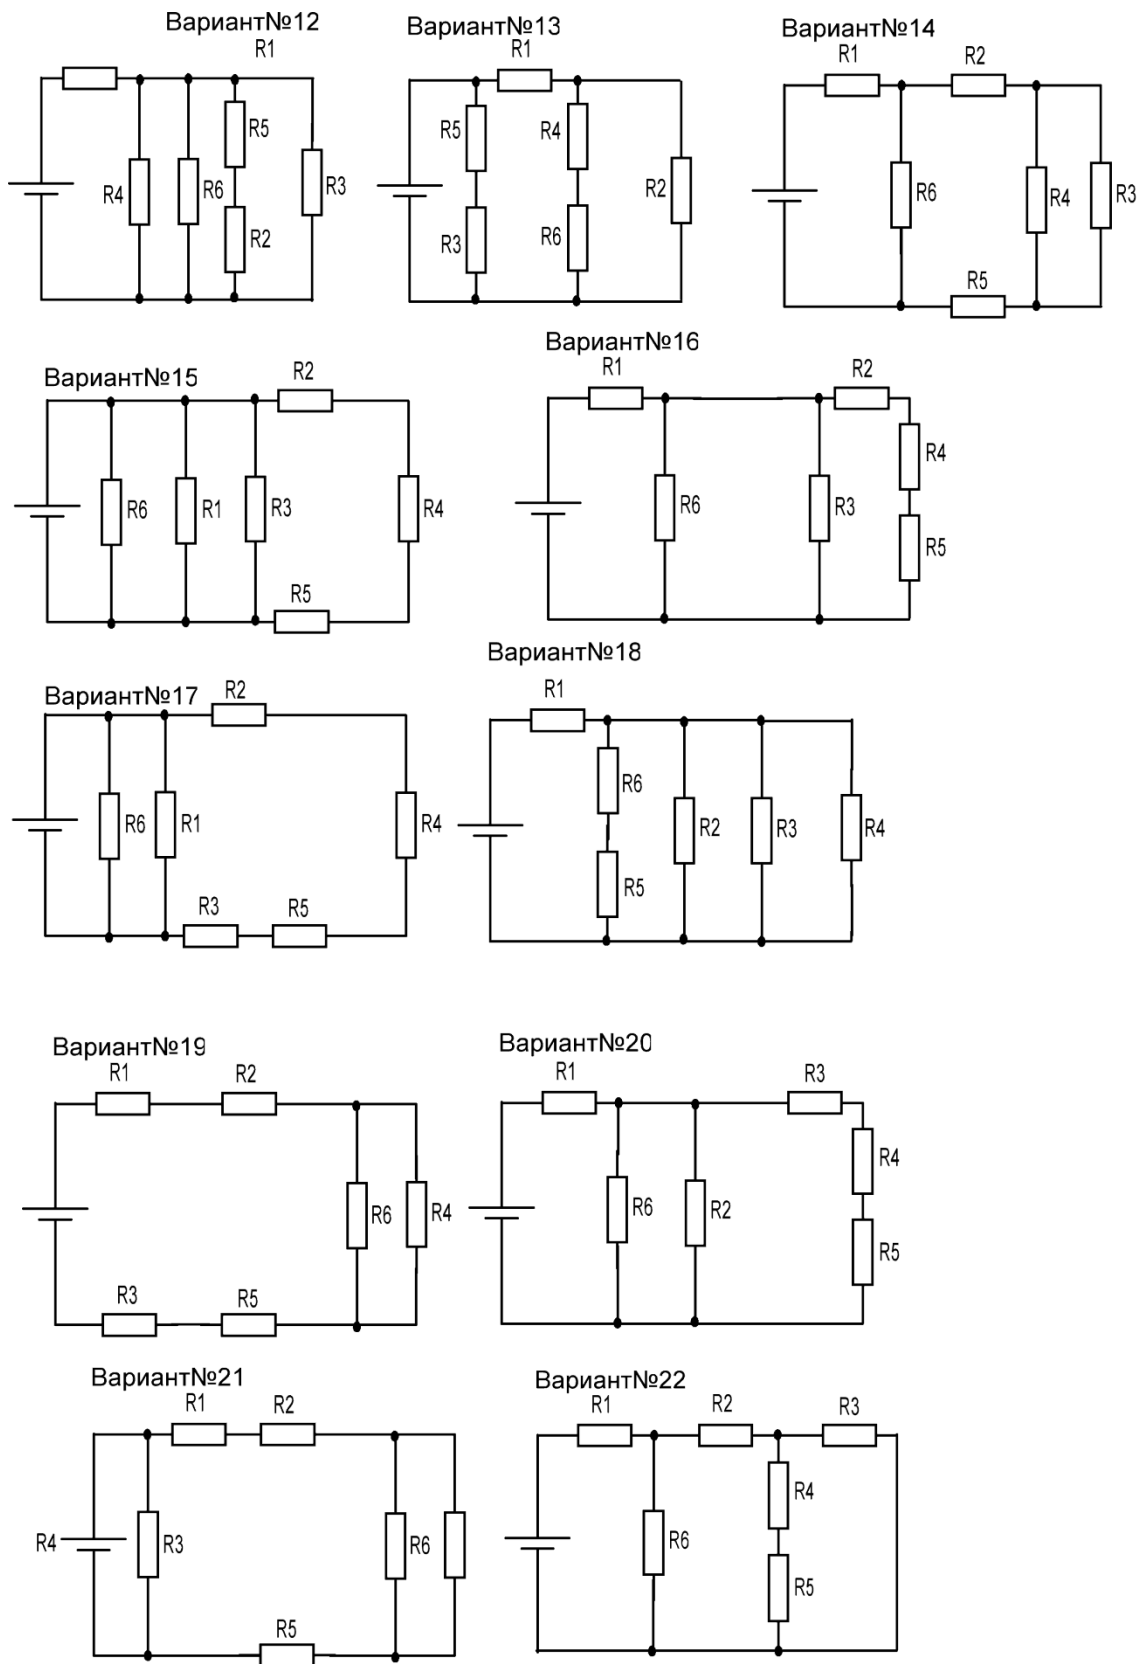 Вариант№12
R1
R4
R6
R5
R2
R3
Вариант№13
R1
R5
R3
R4
R6
R2
Вариант№14
R1
R2
R6
R4
R3
R5
Вариант№15
R2
R6
R1
R3
R4
R5
Вариант№16
R1
R2
R6
R3
R4
R5
Вариант№17
R2
R6
R1
R4
R3
R5
Вариант№18
R1
R6
R5
R2
R3
R4
Вариант№19
R1
R2
R6
R4
R3
R5
Вариант№20
R1
R3
R6
R2
R4
R5
Вариант№21
R1
R2
R4
R3
R6
R5
Вариант№22
R1
R2
R3
R6
R4
R5